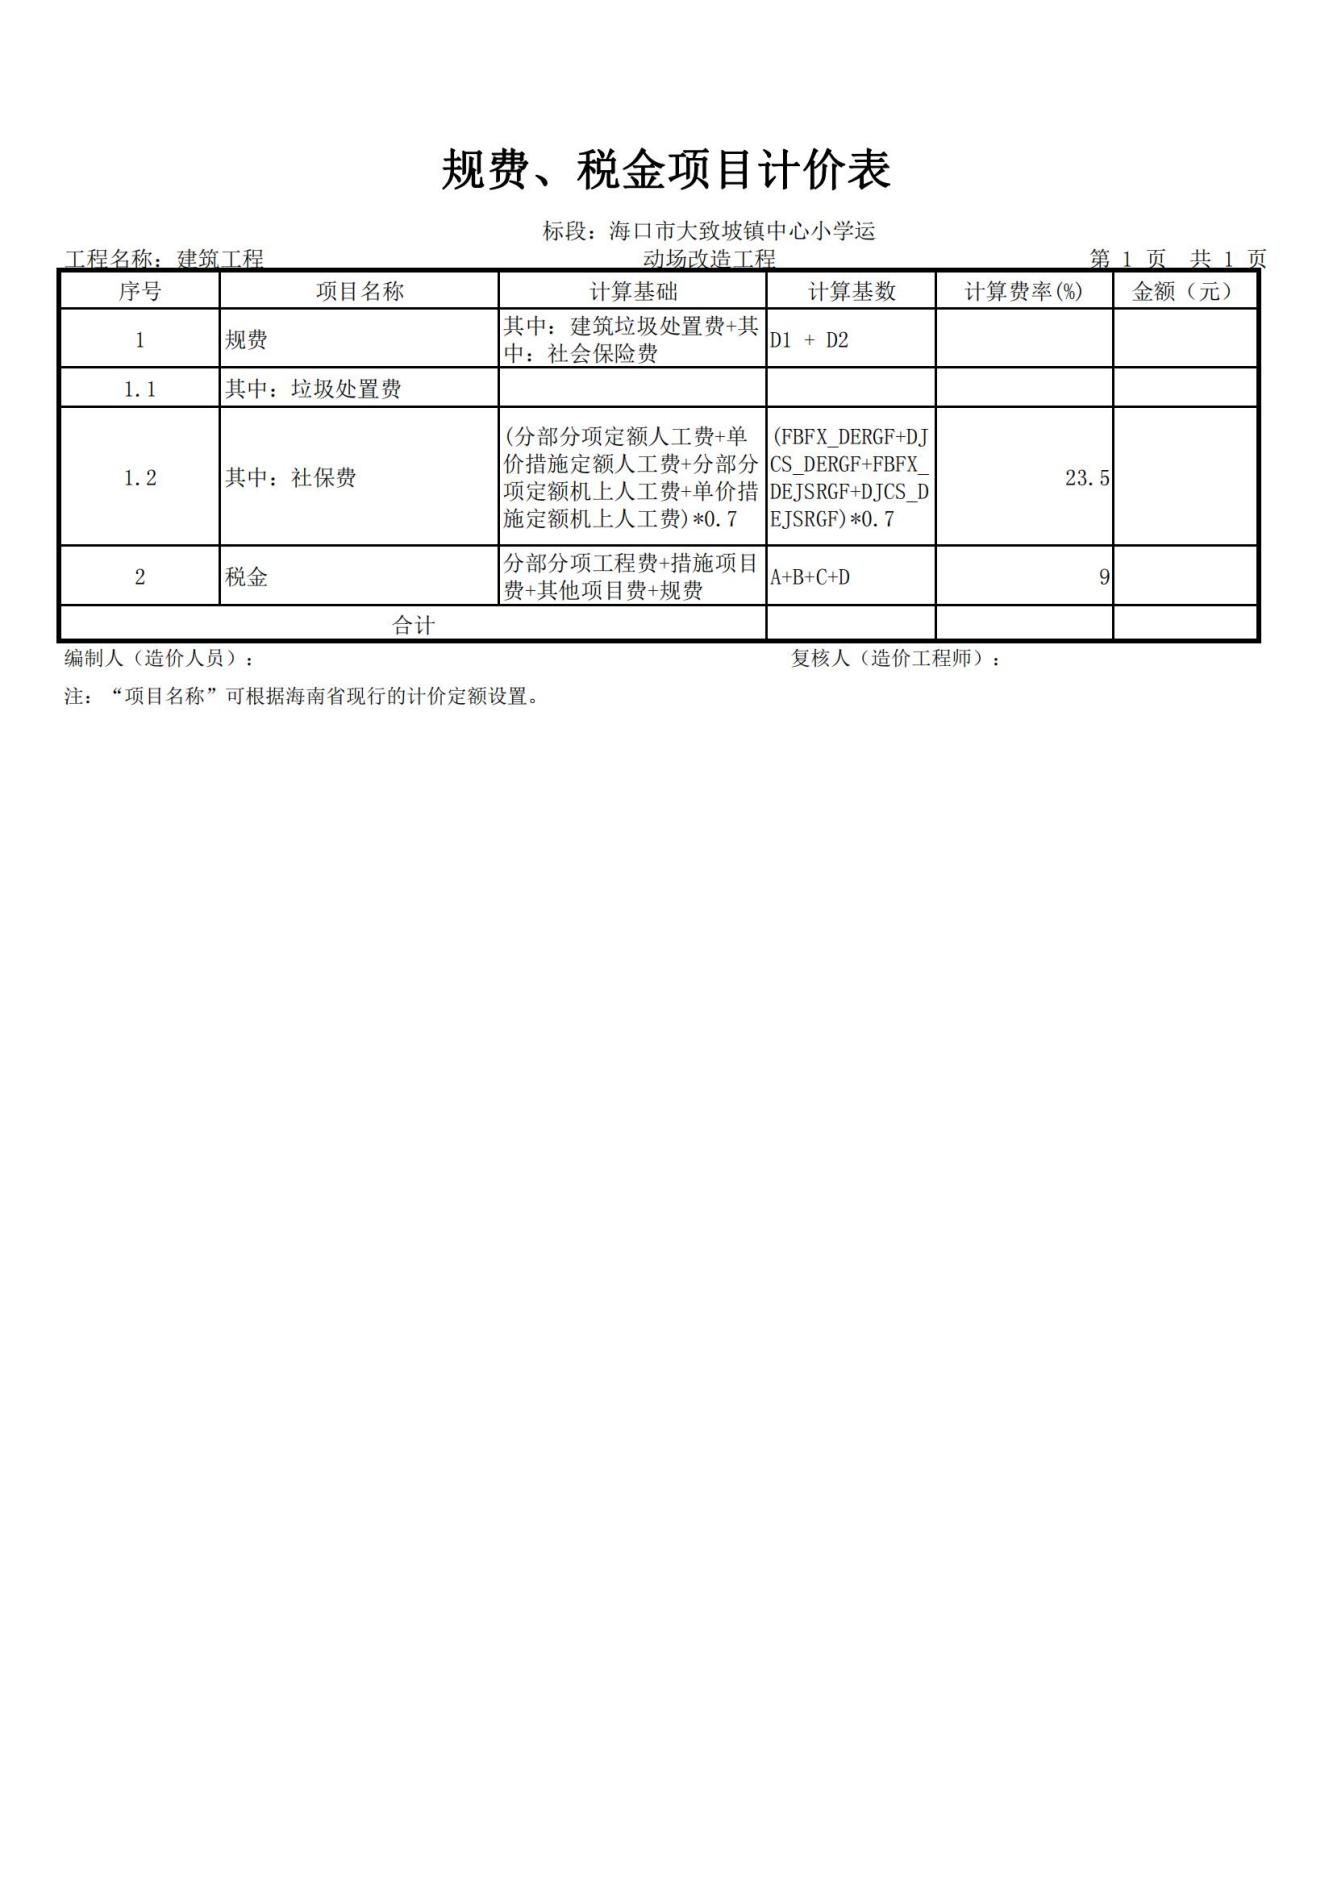 规费、税金项目计价表
标段：海口市大致坡镇中心小学运
工程名称：建筑工程 动场改造工程 第 1 页 共 1 页
序号 项目名称 计算基础 计算基数 计算费率(%) 金额（元）
1 规费 其中：建筑垃圾处置费+其
中：社会保险费 D1 + D2
1.1 其中：垃圾处置费
1.2 其中：社保费 (分部分项定额人工费+单
价措施定额人工费+分部分
项定额机上人工费+单价措
施定额机上人工费)*0.7 (FBFX_DERGF+DJ
CS_DERGF+FBFX_
DEJSRGF+DJCS_D
EJSRGF)*0.7 23.5
2 税金 分部分项工程费+措施项目
费+其他项目费+规费 A+B+C+D 9
合计
编制人（造价人员）： 复核人（造价工程师）：
注：“项目名称”可根据海南省现行的计价定额设置。